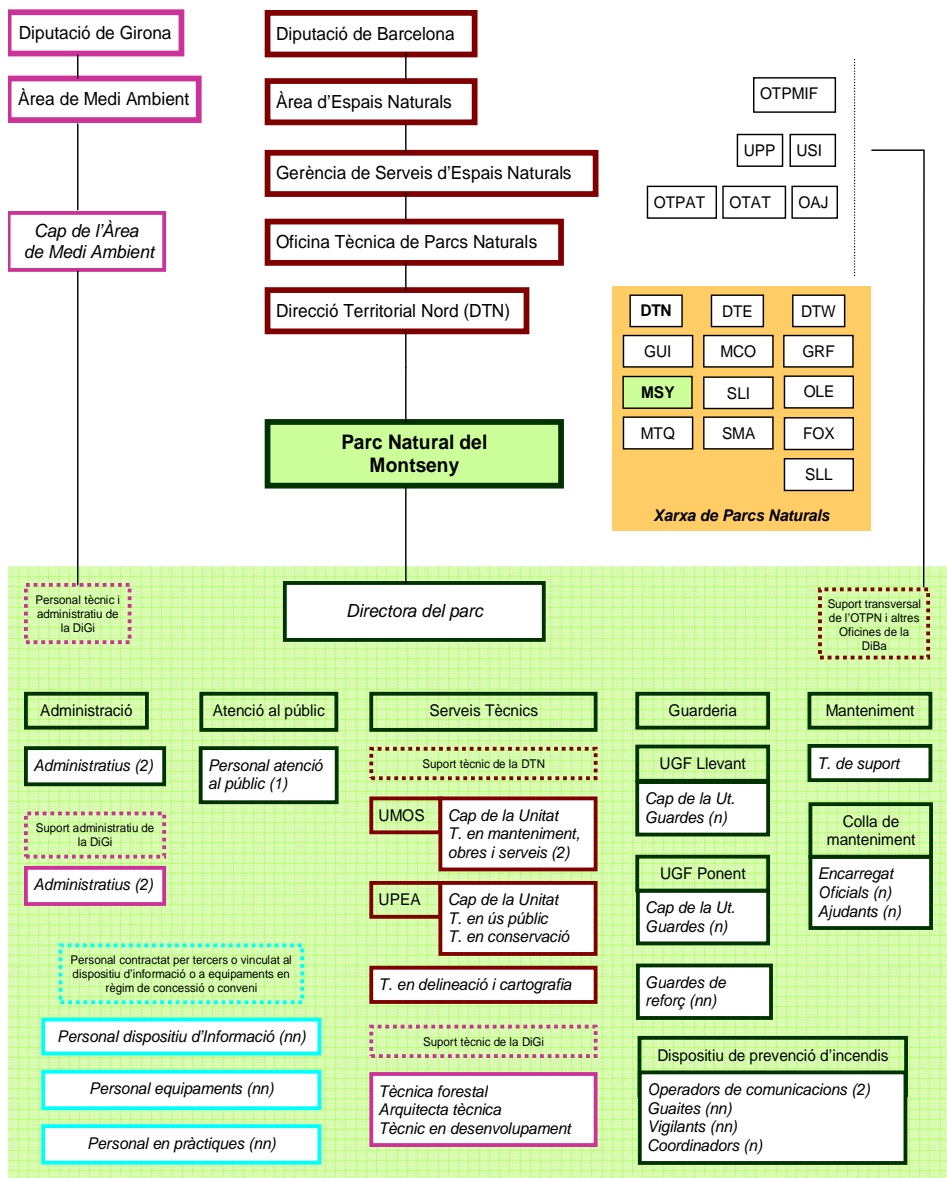 Diputació de Girona
Àrea de Medi Ambient
Cap de l'Àrea
de Medi Ambient
Diputació de Barcelona
Àrea d'Espais Naturals
Gerència de Serveis d'Espais Naturals
Oficina Tècnica de Parcs Naturals
Direcció Territorial Nord (DTN)
Parc Natural del
Montseny
OTPMIF
UPP
USI
OTPAT
OTAT
OAJ
DTN
DTE
DTW
GUI
MCO
GRF
MSY
SLI
OLE
MTQ
SMA
FOX
SLL
Xarxa de Parcs Naturals
Personal tècnic i
administratiu de
la DiGi
Directora del parc
Suport transversal
de l'OTPN i altres
Oficines de la
DiBa
Administració
Administratius (2)
Suport administratiu de
la DiGi
Administratius (2)
Atenció al públic
Personal atenció
al públic (1)
Personal contractat per tercers o vinculat al
dispositiu d'informació o a equipaments en
règim de concessió o conveni
Personal dispositiu d'Informació (nn)
Personal equipaments (nn)
Personal en pràctiques (nn)
Serveis Tècnics
Suport tècnic de la DTN
UMOS
Cap de la Unitat
T. en manteniment,
obres i serveis (2)
UPEA
Cap de la Unitat
T. en ús públic
T. en conservació
T. en delineació i cartografia
Suport tècnic de la DiGi
Tècnica forestal
Arquitecta tècnica
Tècnic en desenvolupament
Guarderia
UGF Llevant
Cap de la Ut.
Guardes (n)
UGF Ponent
Cap de la Ut.
Guardes (n)
Guardes de
reforç (nn)
Dispositiu de prevenció d'incendis
Operadors de comunicacions (2)
Guaites (nn)
Vigilants (nn)
Coordinadors (n)
Manteniment
T. de suport
Colla de
manteniment
Encarregat
Oficials (n)
Ajudants (n)